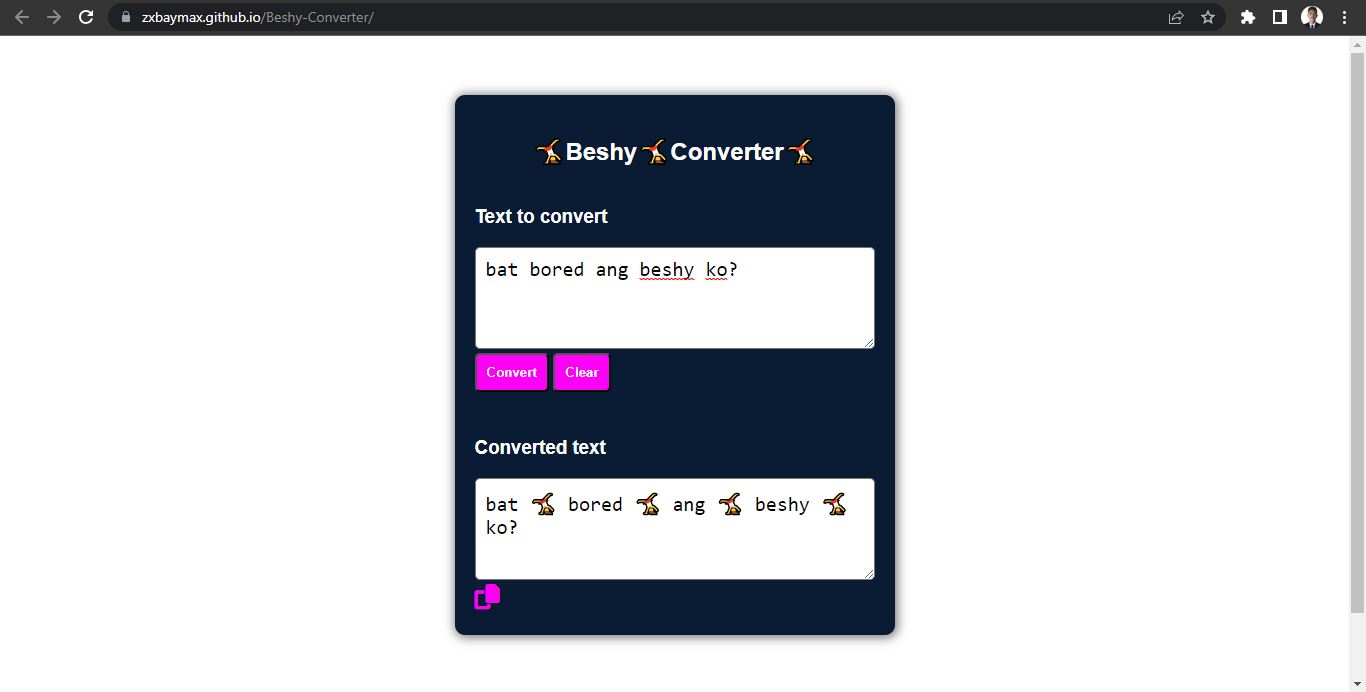 zxbaymax.github.io/Beshy-Converter/
🤸Beshy🤸Converter🤸
Text to convert
bat bored ang beshy ko?
Convert Clear
Converted text
bat 🤸 bored 🤸 ang 🤸 beshy 🤸
ko?